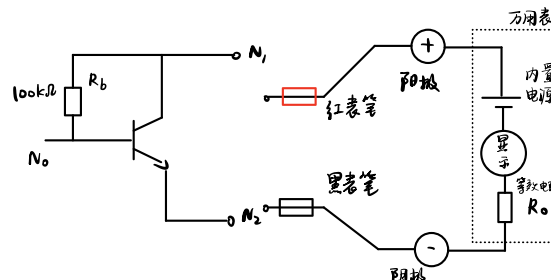 万用表
N₁
100kΩ
R_b
+
阳极
内置
电源
红表笔
N₀
显
示
黑表笔
等效电
R₀
N₂
-
阴极